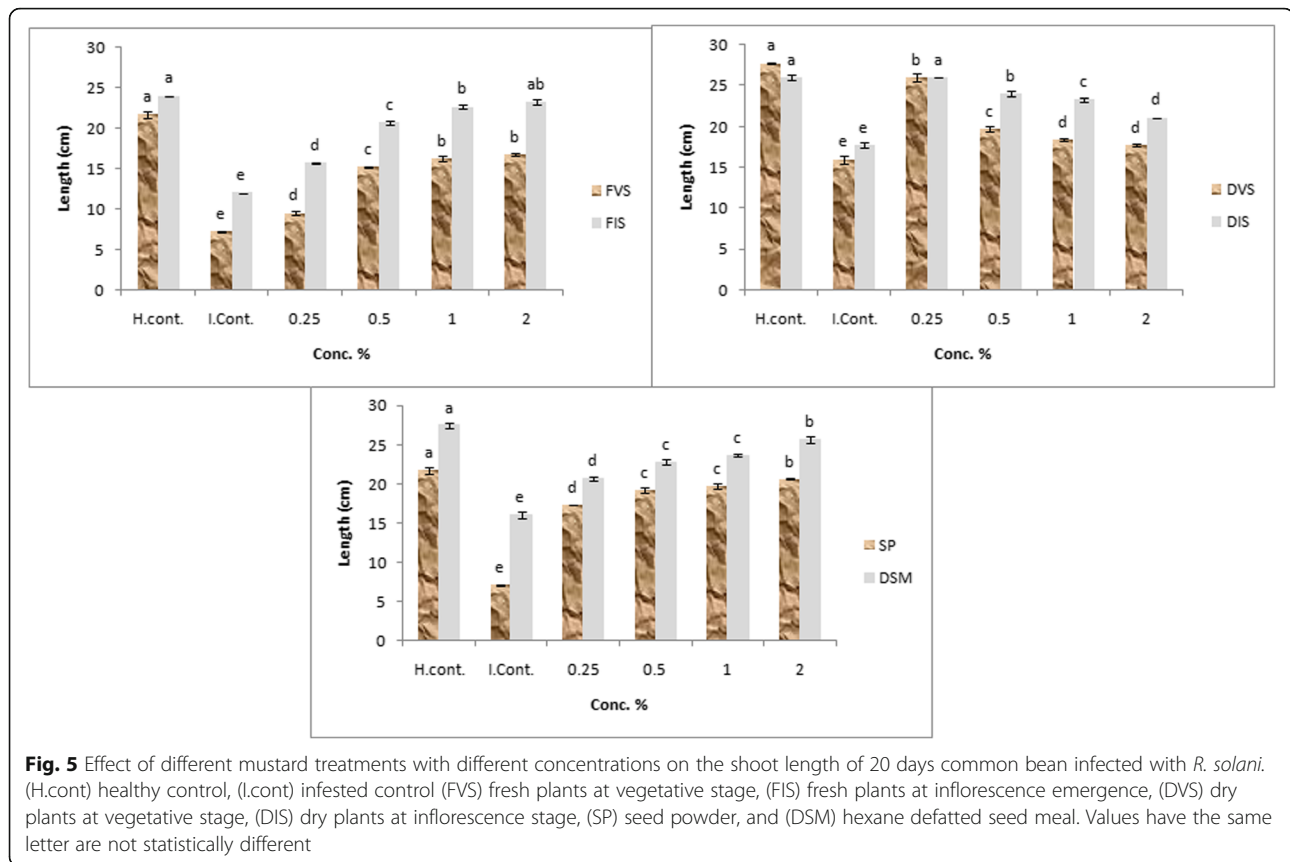 30
25
20
15
10
5
0
Length (cm)
a a
e e
d d
c c
b b
b ab
H.cont. I.Cont. 0.25 0.5 1 2
Conc. %
FVS
FIS
30
25
20
15
10
5
0
Length (cm)
a a
e e
b a
c b
d c
d d
H.cont. I.Cont. 0.25 0.5 1 2
Conc. %
DVS
DIS
30
25
20
15
10
5
0
Length (cm)
a a
e e
d d
c c
c c
b b
H.cont. I.Cont. 0.25 0.5 1 2
Conc. %
SP
DSM
Fig. 5 Effect of different mustard treatments with different concentrations on the shoot length of 20 days common bean infected with R. solani.
(H.cont) healthy control, (I.cont) infested control (FVS) fresh plants at vegetative stage, (FIS) fresh plants at inflorescence emergence, (DVS) dry
plants at vegetative stage, (DIS) dry plants at inflorescence stage, (SP) seed powder, and (DSM) hexane defatted seed meal. Values have the same
letter are not statistically different